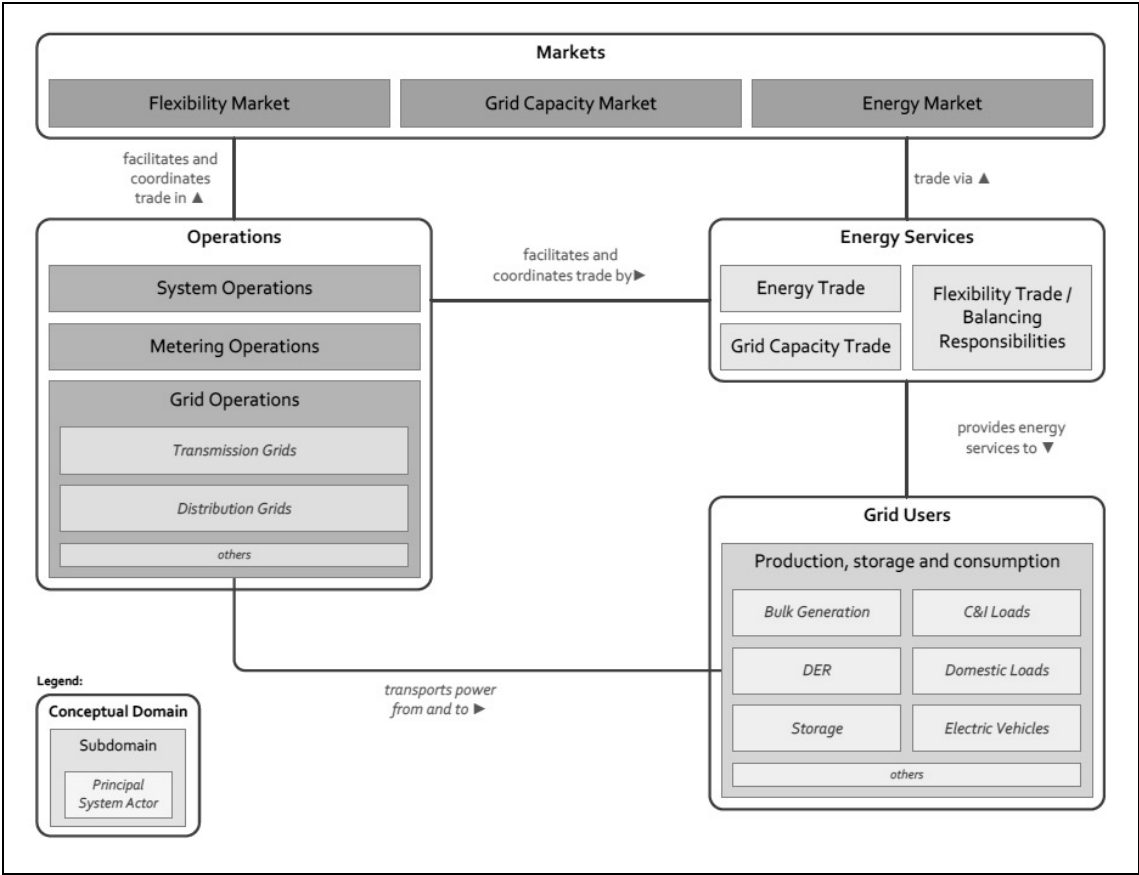 Markets
Flexibility Market
Grid Capacity Market
Energy Market
facilitates and
coordinates
trade in ▲
trade via ▲
Operations
System Operations
Metering Operations
Grid Operations
Transmission Grids
Distribution Grids
others
facilitates and
coordinates trade by ►
Energy Services
Energy Trade
Grid Capacity Trade
Flexibility Trade /
Balancing
Responsibilities
provides energy
services to ▼
Grid Users
Production, storage and consumption
Bulk Generation
C&I Loads
DER
Domestic Loads
Storage
Electric Vehicles
others
transports power
from and to ►
Legend:
Conceptual Domain
Subdomain
Principal
System Actor